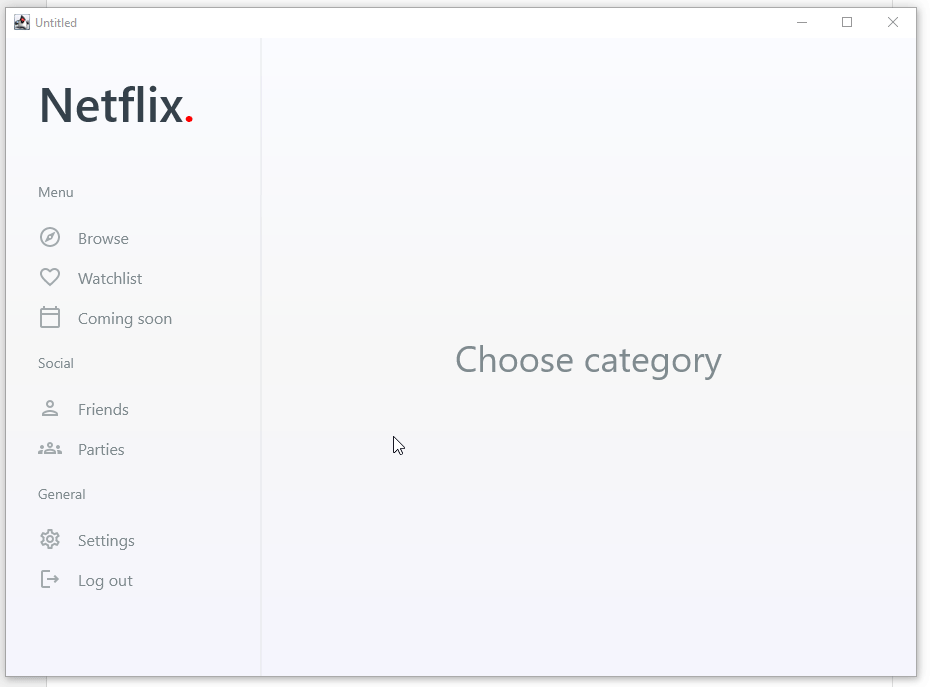 Untitled
Netflix.
Menu
Browse
Watchlist
Coming soon
Social
Friends
Parties
General
Settings
Log out
Choose category